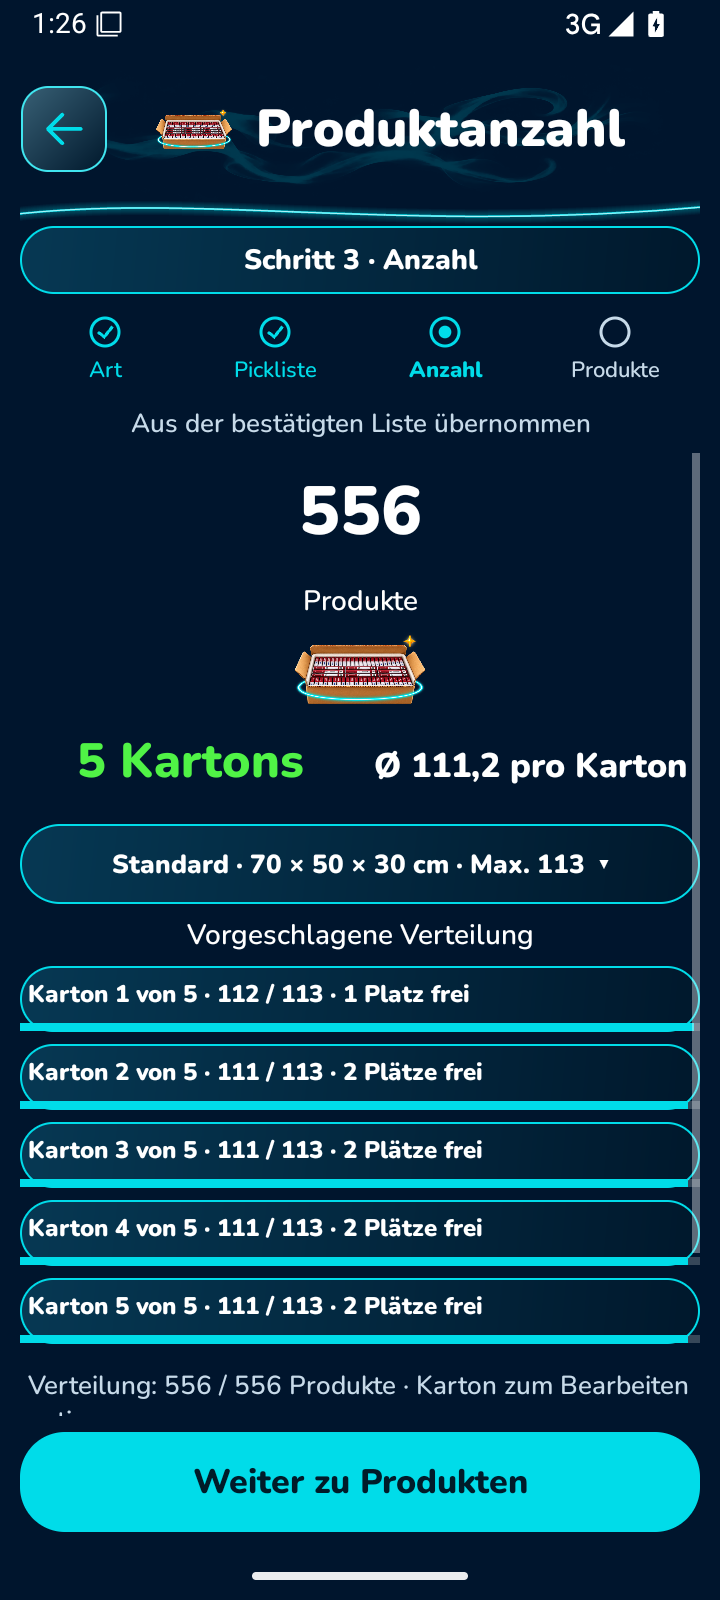 1:26
3G
Produktanzahl
Schritt 3 · Anzahl
Art
Pickliste
Anzahl
Produkte
Aus der bestätigten Liste übernommen
556
Produkte
5 Kartons
Ø 111,2 pro Karton
Standard · 70 × 50 × 30 cm · Max. 113 ▼
Vorgeschlagene Verteilung
Karton 1 von 5 · 112 / 113 · 1 Platz frei
Karton 2 von 5 · 111 / 113 · 2 Plätze frei
Karton 3 von 5 · 111 / 113 · 2 Plätze frei
Karton 4 von 5 · 111 / 113 · 2 Plätze frei
Karton 5 von 5 · 111 / 113 · 2 Plätze frei
Verteilung: 556 / 556 Produkte · Karton zum Bearbeiten
Weiter zu Produkten